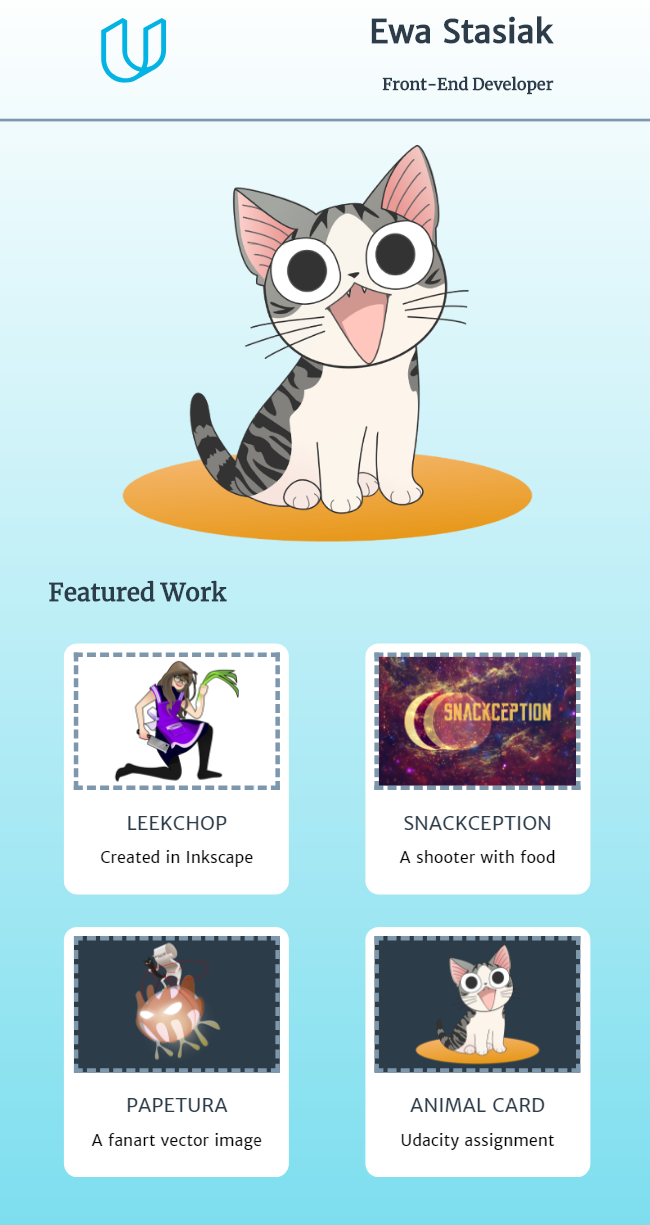 Ewa Stasiak
Front-End Developer
Featured Work
SNACKCEPTION
LEEKCHOP
Created in Inkscape
SNACKCEPTION
A shooter with food
PAPETURA
A fanart vector image
ANIMAL CARD
Udacity assignment